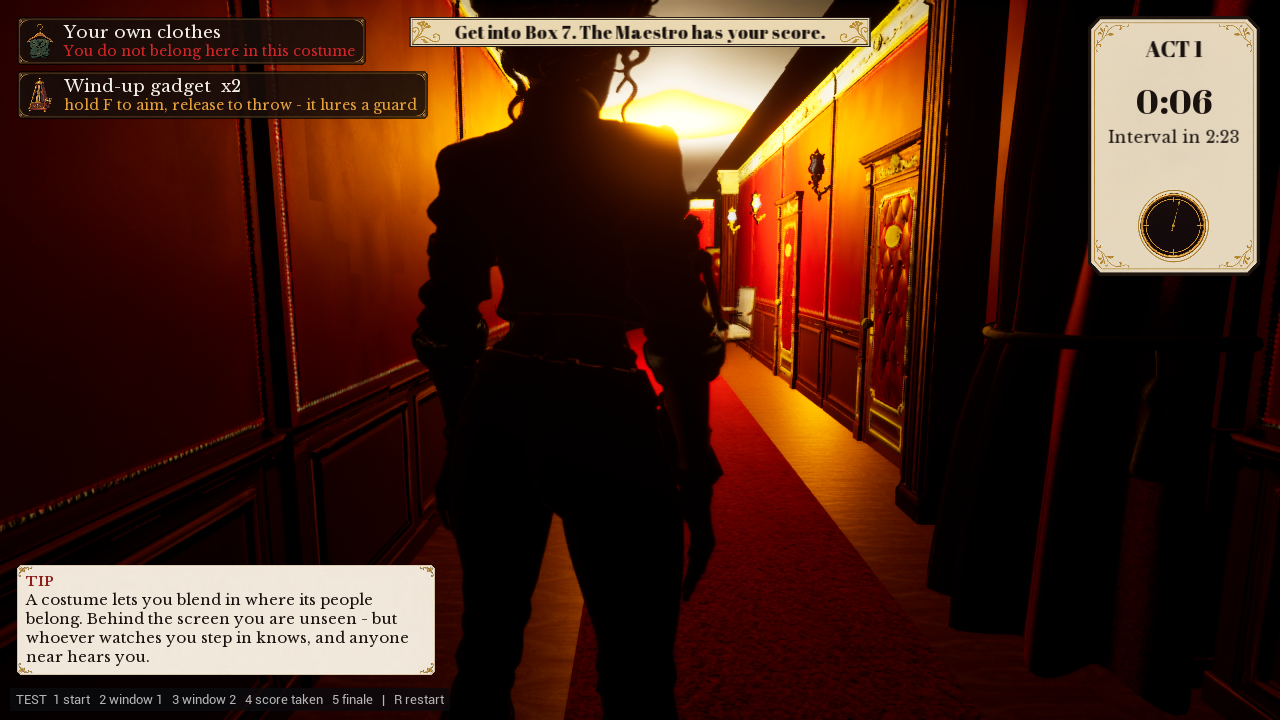 Your own clothes
You do not belong here in this costume
Wind-up gadget x2
hold F to aim, release to throw - it lures a guard
Get into Box 7. The Maestro has your score.
ACT 1
0:06
Interval in 2:23
TIP
A costume lets you blend in where its people
belong. Behind the screen you are unseen - but
whoever watches you step in knows, and anyone
near hears you.
TEST 1 start 2 window 1 3 window 2 4 score taken 5 finale | R restart